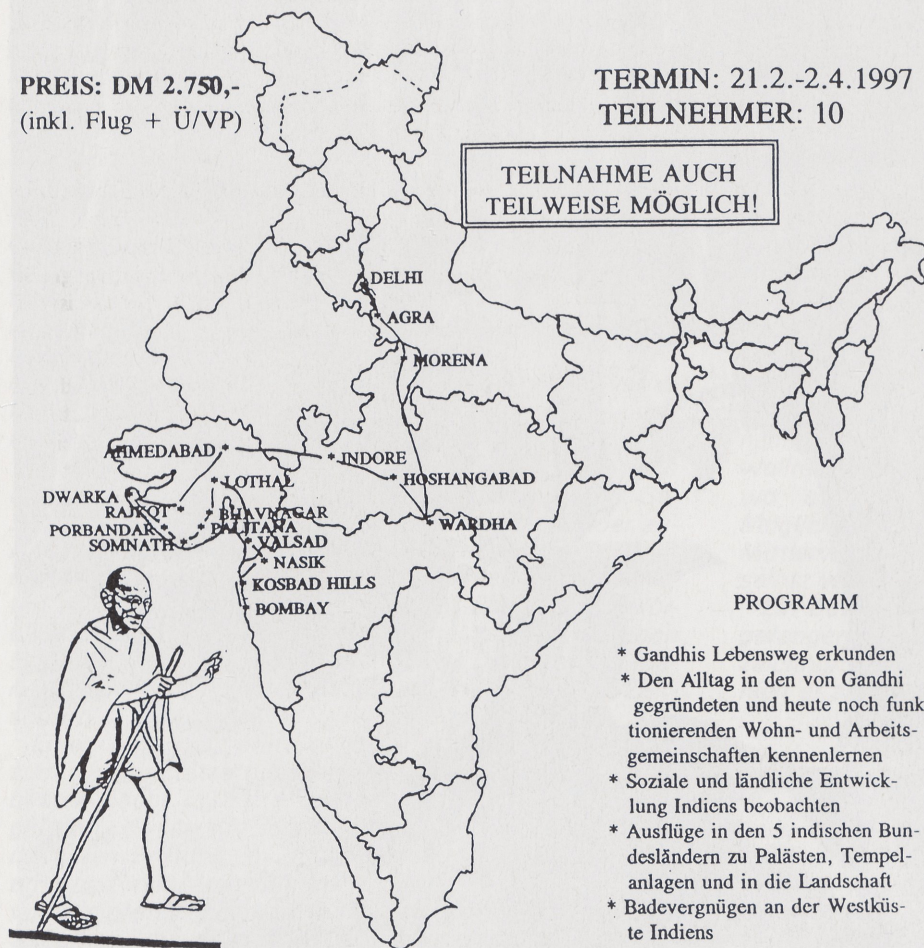 PREIS: DM 2.750,-
(inkl. Flug + Ü/VP)
TERMIN: 21.2.-2.4.1997
TEILNEHMER: 10
TEILNAHME AUCH
TEILWEISE MÖGLICH!
* DELHI
* AGRA
* MORENA
AHMEDABAD *
* INDORE
* HOSHANGABAD
* LOTHAL
DWARKA *
RAJKOT *
* BHAVNAGAR
PORBANDAR *
* PALITANA
* WARDHA
SOMNATH *
* VALSAD
* NASIK
* KOSBAD HILLS
* BOMBAY
PROGRAMM
* Gandhis Lebensweg erkunden
* Den Alltag in den von Gandhi
gegründeten und heute noch funk
tionierenden Wohn- und Arbeits-
gemeinschaften kennenlernen
* Soziale und ländliche Entwick-
lung Indiens beobachten
* Ausflüge in den 5 indischen Bun-
desländern zu Palästen, Tempel-
anlagen und in die Landschaft
* Badevergnügen an der Westküs-
te Indiens